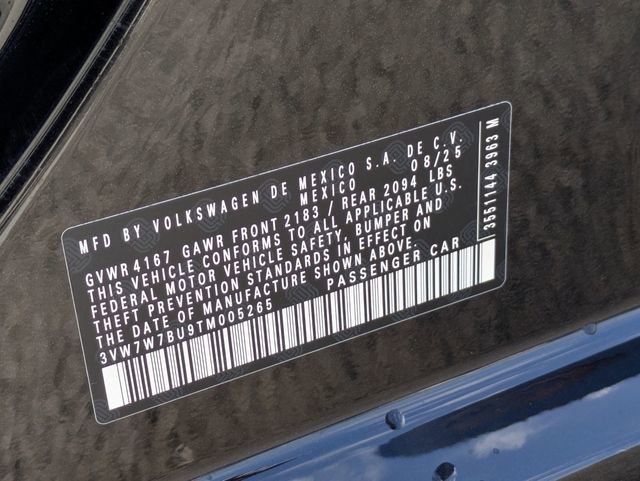 MFD BY VOLKSWAGEN DE MEXICO S.A. DE C.V.
MEXICO 08/25
GVWR 4167 GAWR FRONT 2183 / REAR 2094 LBS
THIS VEHICLE CONFORMS TO ALL APPLICABLE U.S.
FEDERAL MOTOR VEHICLE SAFETY, BUMPER AND
THEFT PREVENTION STANDARDS IN EFFECT ON
THE DATE OF MANUFACTURE SHOWN ABOVE.
3VW7W7BU9TM005265 PASSENGER CAR
35511144 3963 M